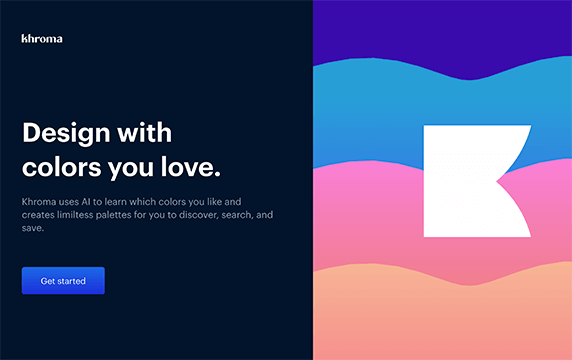 khroma
Design with
colors you love.
Khroma uses AI to learn which colors you like and
creates limiltess palettes for you to discover, search, and
save.
Get started